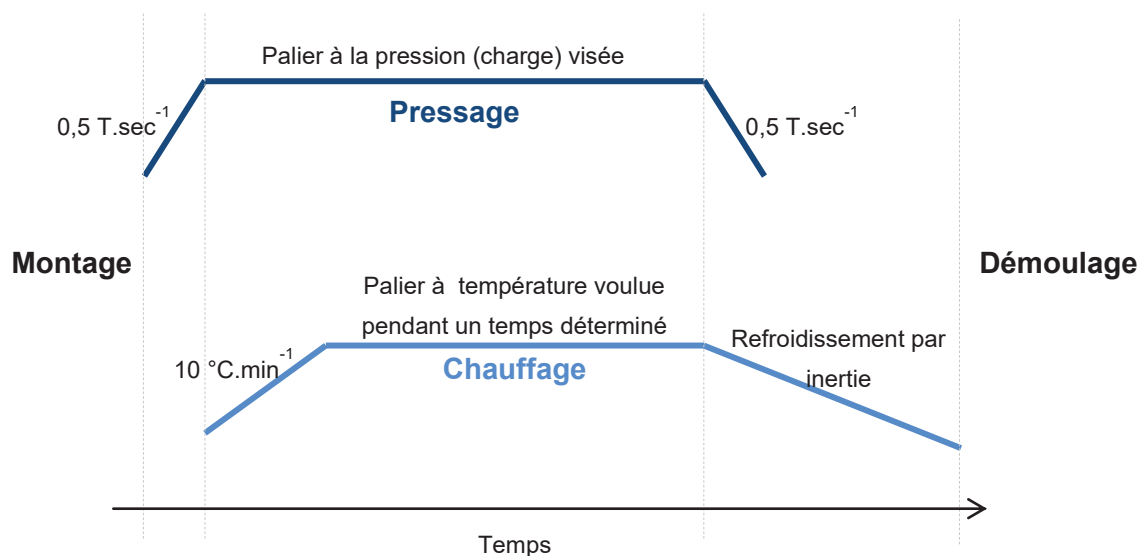 Palier à la pression (charge) visée
Pressage
0,5 T.sec⁻¹
0,5 T.sec⁻¹
Montage
Démoulage
Palier à température voulue
pendant un temps déterminé
Refroidissement par
inertie
10 °C.min⁻¹
Chauffage
Temps